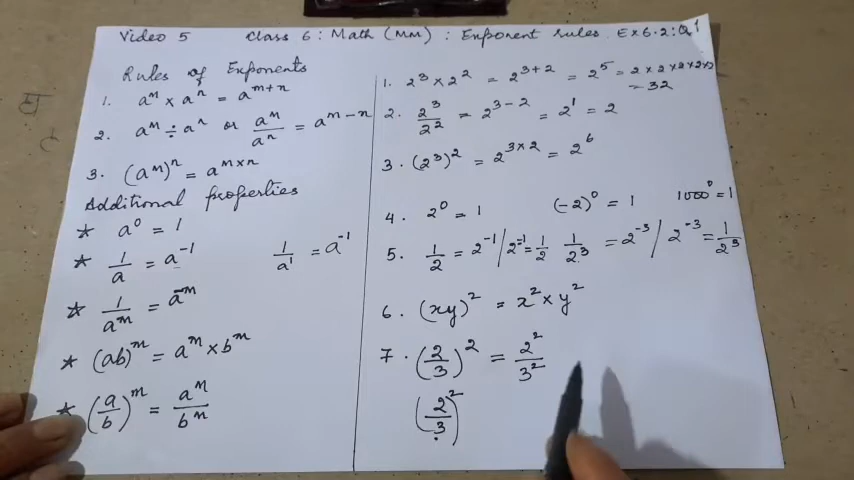 Video 5 Class 6 : Math (MM) : Exponent rules. Ex 6.2 : Q1
Rules of Exponents
1. a^m × a^n = a^(m+n)
2. a^m ÷ a^n or a^m/a^n = a^(m-n)
3. (a^m)^n = a^(m×n)
Additional properties
☆ a^0 = 1
☆ 1/a = a^-1 1/a^1 = a^-1
☆ 1/a^m = a^-m
☆ (ab)^m = a^m × b^m
☆ (a/b)^m = a^m/b^m
1. 2^3 × 2^2 = 2^(3+2) = 2^5 = 2×2×2×2×2
= 32
2. 2^3/2^2 = 2^(3-2) = 2^1 = 2
3. (2^3)^2 = 2^(3×2) = 2^6
4. 2^0 = 1 (-2)^0 = 1 1000^0 = 1
5. 1/2 = 2^-1 / 2^-1 = 1/2 1/2^3 = 2^-3 / 2^-3 = 1/2^3
6. (xy)^2 = x^2 × y^2
7. (2/3)^2 = 2^2/3^2
(2/3)^2